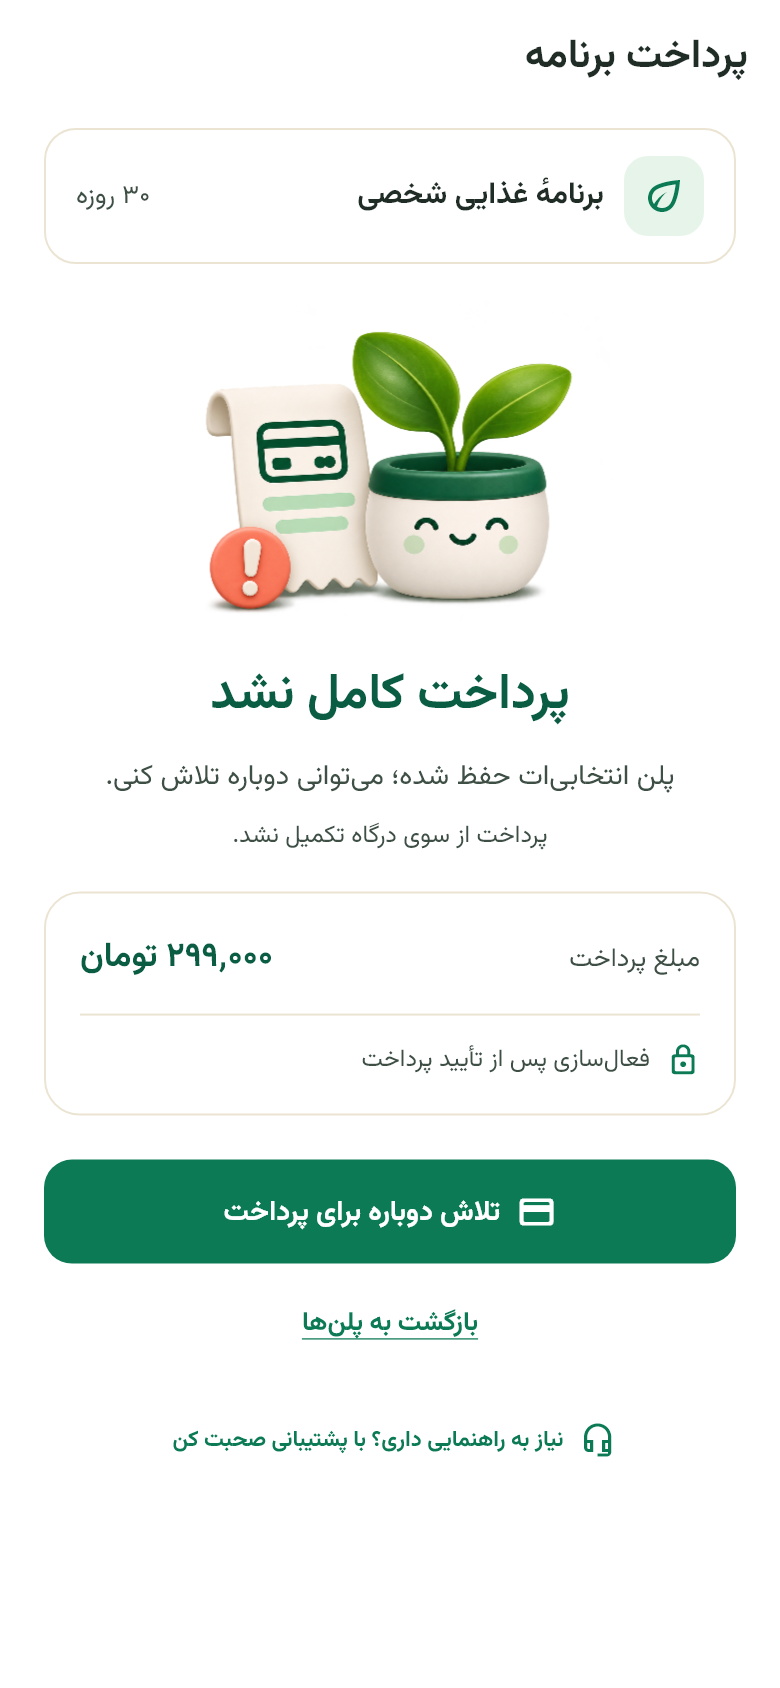 پرداخت برنامه
برنامهٔ غذایی شخصی
۳۰ روزه
پرداخت کامل نشد
پلن انتخابی‌ات حفظ شده؛ می‌توانی دوباره تلاش کنی.
پرداخت از سوی درگاه تکمیل نشد.
مبلغ پرداخت
۲۹۹,۰۰۰ تومان
فعال‌سازی پس از تأیید پرداخت
تلاش دوباره برای پرداخت
بازگشت به پلن‌ها
نیاز به راهنمایی داری؟ با پشتیبانی صحبت کن